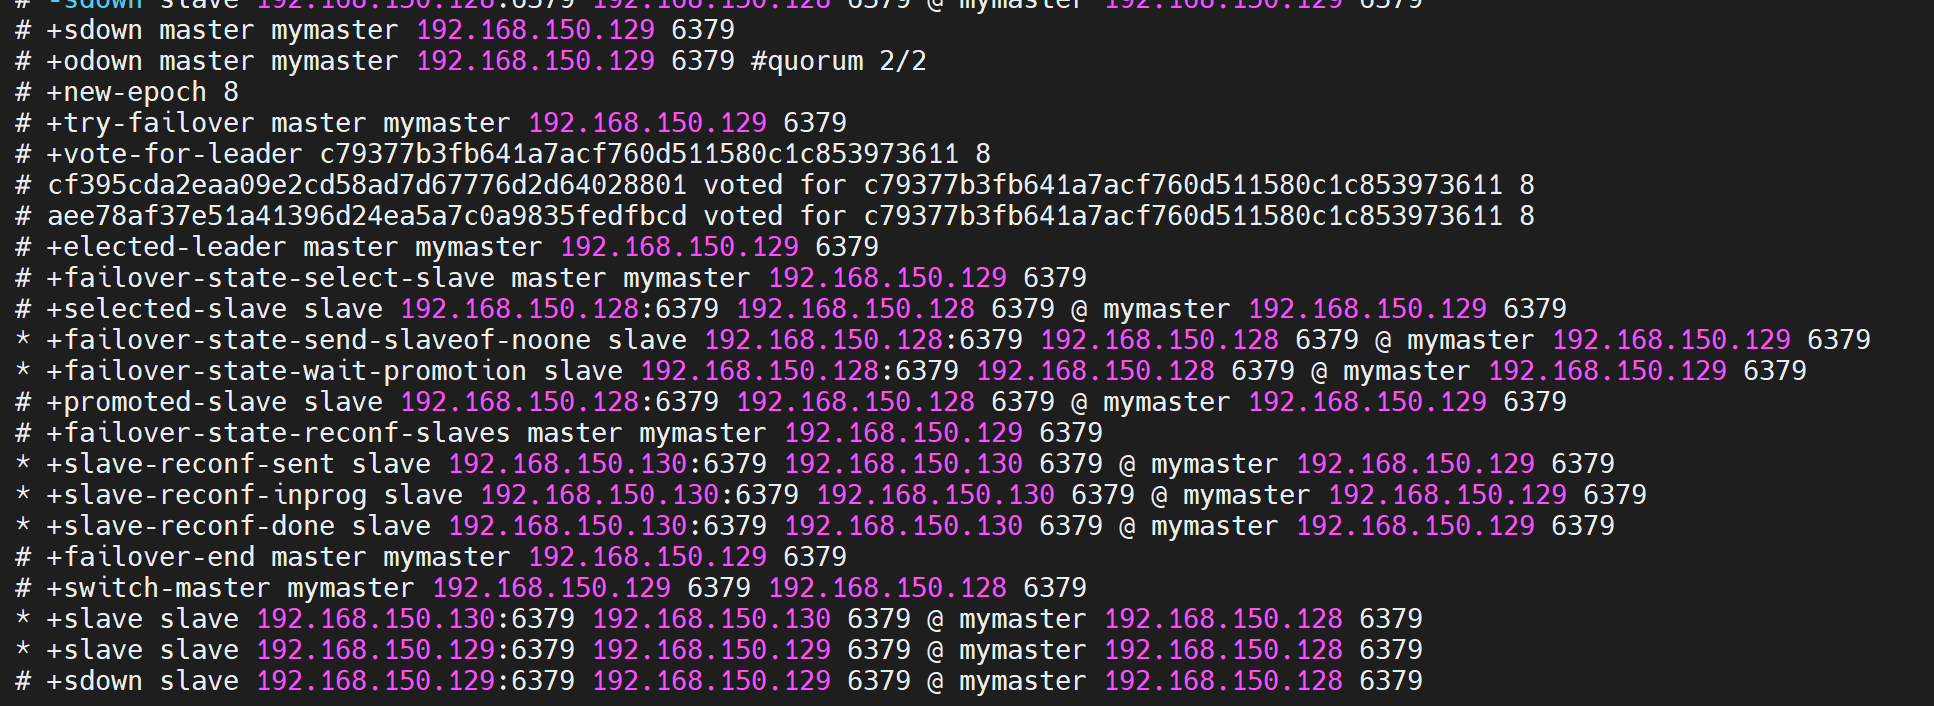 # -sdown slave 192.168.150.128:6379 192.168.150.128 6379 @ mymaster 192.168.150.129 6379
# +sdown master mymaster 192.168.150.129 6379
# +odown master mymaster 192.168.150.129 6379 #quorum 2/2
# +new-epoch 8
# +try-failover master mymaster 192.168.150.129 6379
# +vote-for-leader c79377b3fb641a7acf760d511580c1c853973611 8
# cf395cda2eaa09e2cd58ad7d67776d2d64028801 voted for c79377b3fb641a7acf760d511580c1c853973611 8
# aee78af37e51a41396d24ea5a7c0a9835fedfbcd voted for c79377b3fb641a7acf760d511580c1c853973611 8
# +elected-leader master mymaster 192.168.150.129 6379
# +failover-state-select-slave master mymaster 192.168.150.129 6379
# +selected-slave slave 192.168.150.128:6379 192.168.150.128 6379 @ mymaster 192.168.150.129 6379
* +failover-state-send-slaveof-noone slave 192.168.150.128:6379 192.168.150.128 6379 @ mymaster 192.168.150.129 6379
* +failover-state-wait-promotion slave 192.168.150.128:6379 192.168.150.128 6379 @ mymaster 192.168.150.129 6379
# +promoted-slave slave 192.168.150.128:6379 192.168.150.128 6379 @ mymaster 192.168.150.129 6379
# +failover-state-reconf-slaves master mymaster 192.168.150.129 6379
* +slave-reconf-sent slave 192.168.150.130:6379 192.168.150.130 6379 @ mymaster 192.168.150.129 6379
* +slave-reconf-inprog slave 192.168.150.130:6379 192.168.150.130 6379 @ mymaster 192.168.150.129 6379
* +slave-reconf-done slave 192.168.150.130:6379 192.168.150.130 6379 @ mymaster 192.168.150.129 6379
# +failover-end master mymaster 192.168.150.129 6379
# +switch-master mymaster 192.168.150.129 6379 192.168.150.128 6379
* +slave slave 192.168.150.130:6379 192.168.150.130 6379 @ mymaster 192.168.150.128 6379
* +slave slave 192.168.150.129:6379 192.168.150.129 6379 @ mymaster 192.168.150.128 6379
# +sdown slave 192.168.150.129:6379 192.168.150.129 6379 @ mymaster 192.168.150.128 6379